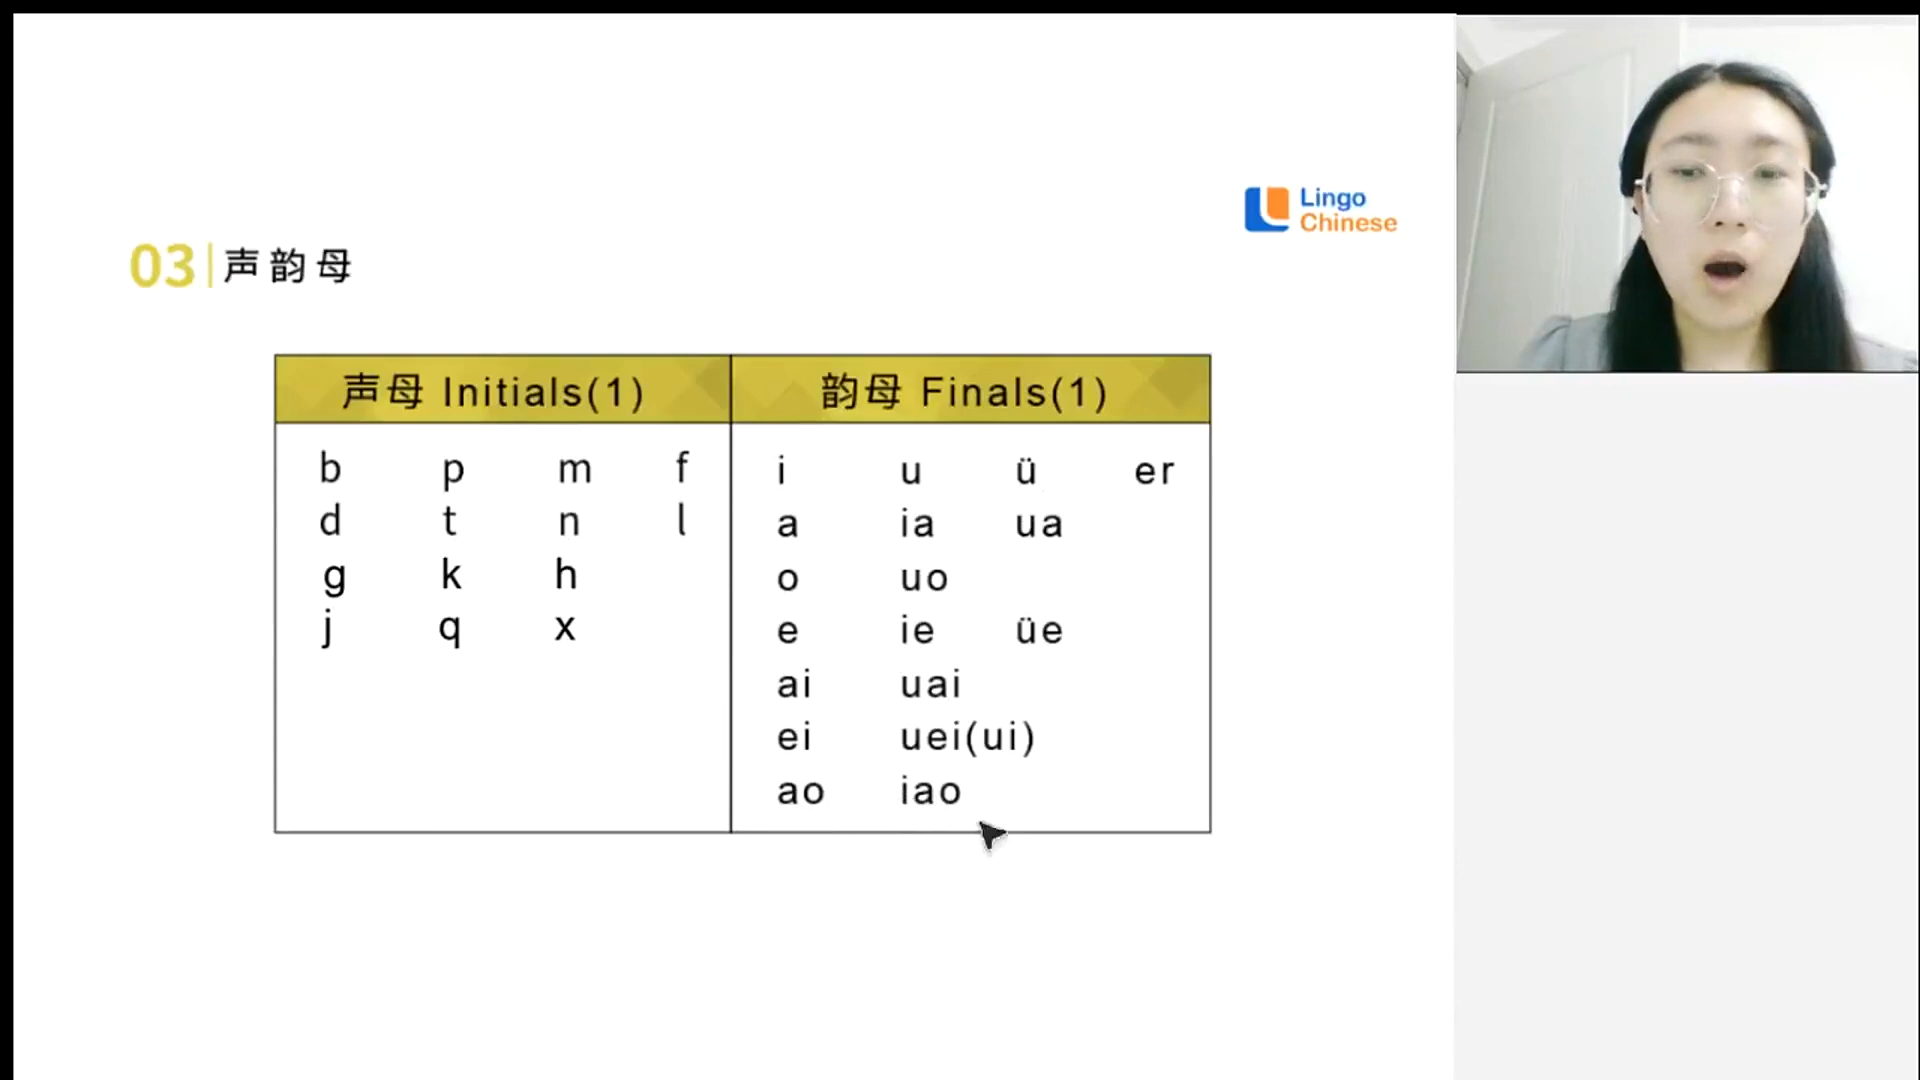 Lingo
Chinese
03 声韵母
声母 Initials(1) 韵母 Finals(1)
b p m f
d t n l
g k h
j q x
i u ü er
a ia ua
o uo
e ie üe
ai uai
ei uei(ui)
ao iao